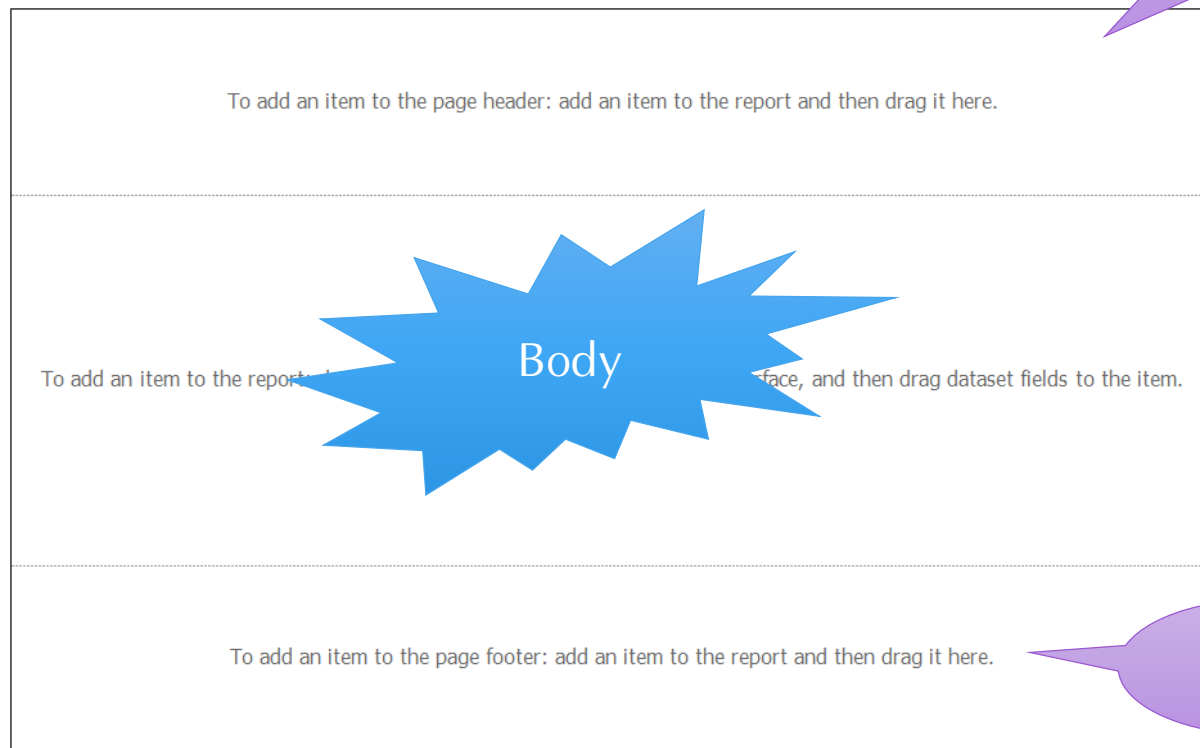 To add an item to the page header: add an item to the report and then drag it here.
Body
To add an item to the report face, and then drag dataset fields to the item.
To add an item to the page footer: add an item to the report and then drag it here.